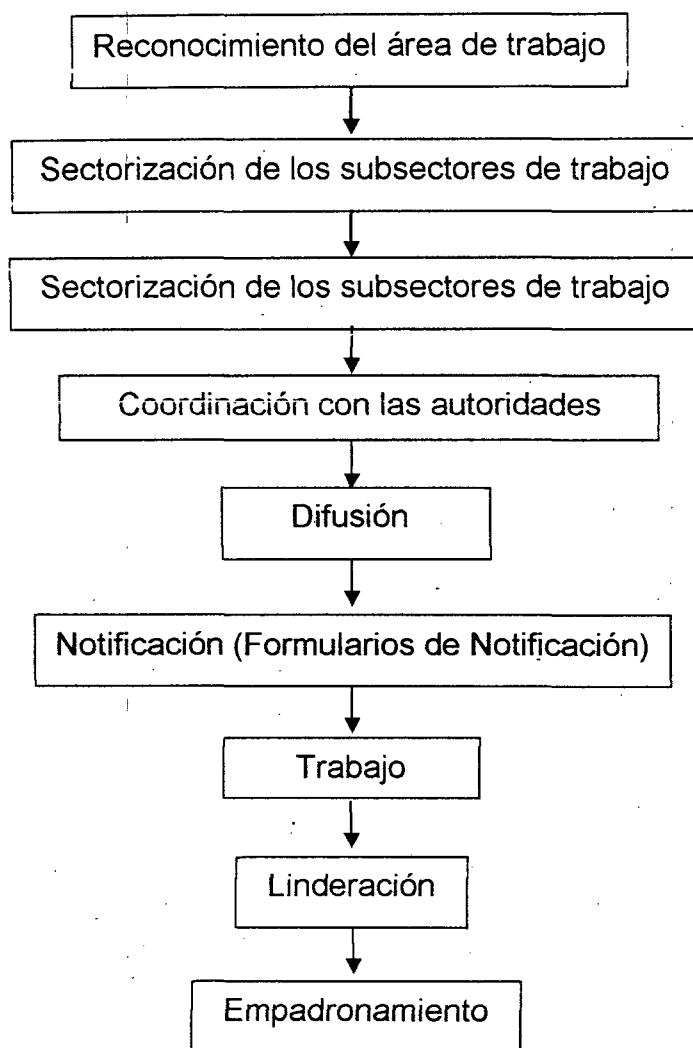 Reconocimiento del área de trabajo
Sectorización de los subsectores de trabajo
Sectorización de los subsectores de trabajo
Coordinación con las autoridades
Difusión
Notificación (Formularios de Notificación)
Trabajo
Linderación
Empadronamiento